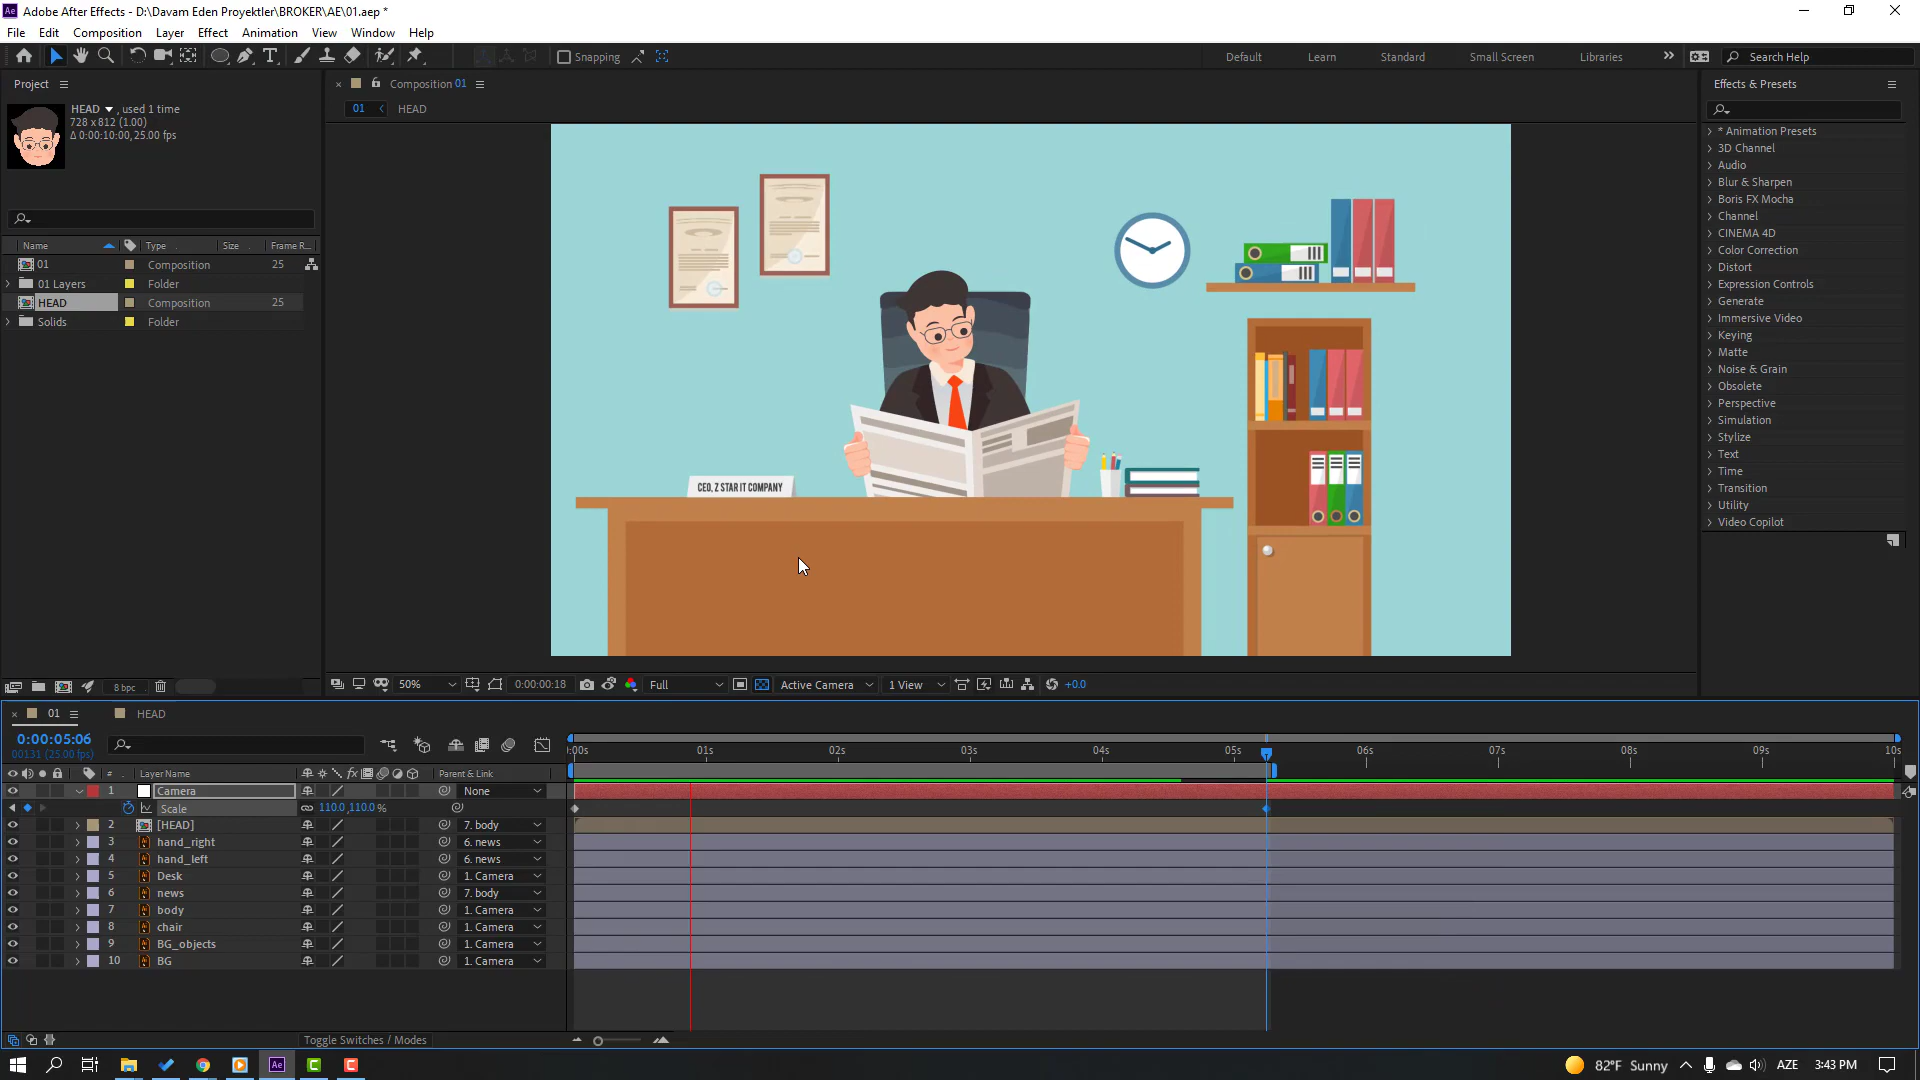 Adobe After Effects - D:\Davam Eden Proyektler\BROKER\AE\01.aep *
File Edit Composition Layer Effect Animation View Window Help
Snapping Default Learn Standard Small Screen Libraries Search Help
Project
HEAD , used 1 time
728 x 812 (1.00)
Δ 0:00:10:00, 25.00 fps
Name Type Size Frame R...
01 Composition 25
01 Layers Folder
HEAD Composition 25
Solids Folder
8 bpc
Composition 01
01 HEAD
CEO, Z STAR IT COMPANY
50% 0:00:00:18 Full Active Camera 1 View +0.0
Effects & Presets
* Animation Presets
3D Channel
Audio
Blur & Sharpen
Boris FX Mocha
Channel
CINEMA 4D
Color Correction
Distort
Expression Controls
Generate
Immersive Video
Keying
Matte
Noise & Grain
Obsolete
Perspective
Simulation
Stylize
Text
Time
Transition
Utility
Video Copilot
01 HEAD
0:00:05:06
00131 (25.00 fps)
:00s 01s 02s 03s 04s 05s 06s 07s 08s 09s 10s
# Layer Name Parent & Link
1 Camera None
Scale 110.0,110.0 %
2 [HEAD] 7. body
3 hand_right 6. news
4 hand_left 6. news
5 Desk 1. Camera
6 news 7. body
7 body 1. Camera
8 chair 1. Camera
9 BG_objects 1. Camera
10 BG 1. Camera
Toggle Switches / Modes
82°F Sunny AZE 3:43 PM